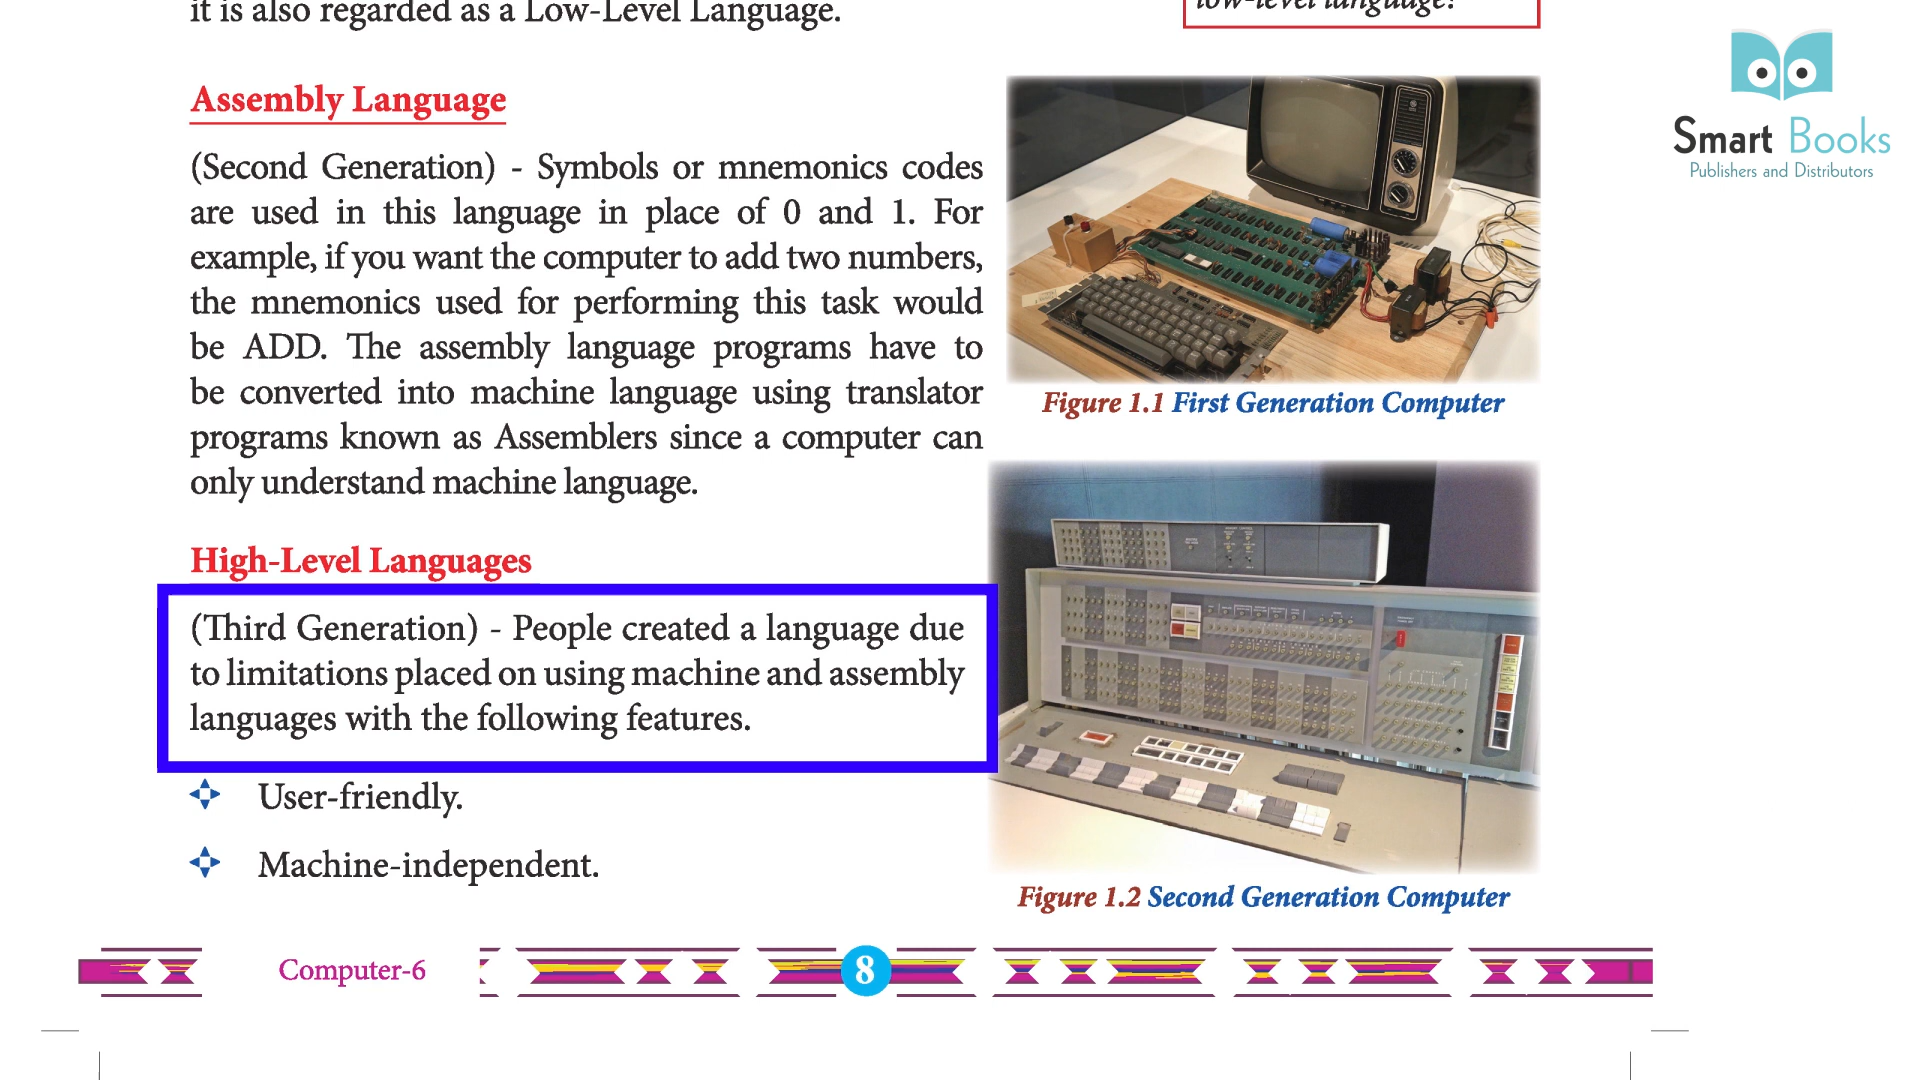 it is also regarded as a Low-Level Language.
low-level language?
Assembly Language
(Second Generation) - Symbols or mnemonics codes
are used in this language in place of 0 and 1. For
example, if you want the computer to add two numbers,
the mnemonics used for performing this task would
be ADD. The assembly language programs have to
be converted into machine language using translator
programs known as Assemblers since a computer can
only understand machine language.
High-Level Languages
(Third Generation) - People created a language due
to limitations placed on using machine and assembly
languages with the following features.
User-friendly.
Machine-independent.
Figure 1.1 First Generation Computer
Figure 1.2 Second Generation Computer
Computer-6
8
Smart Books
Publishers and Distributors